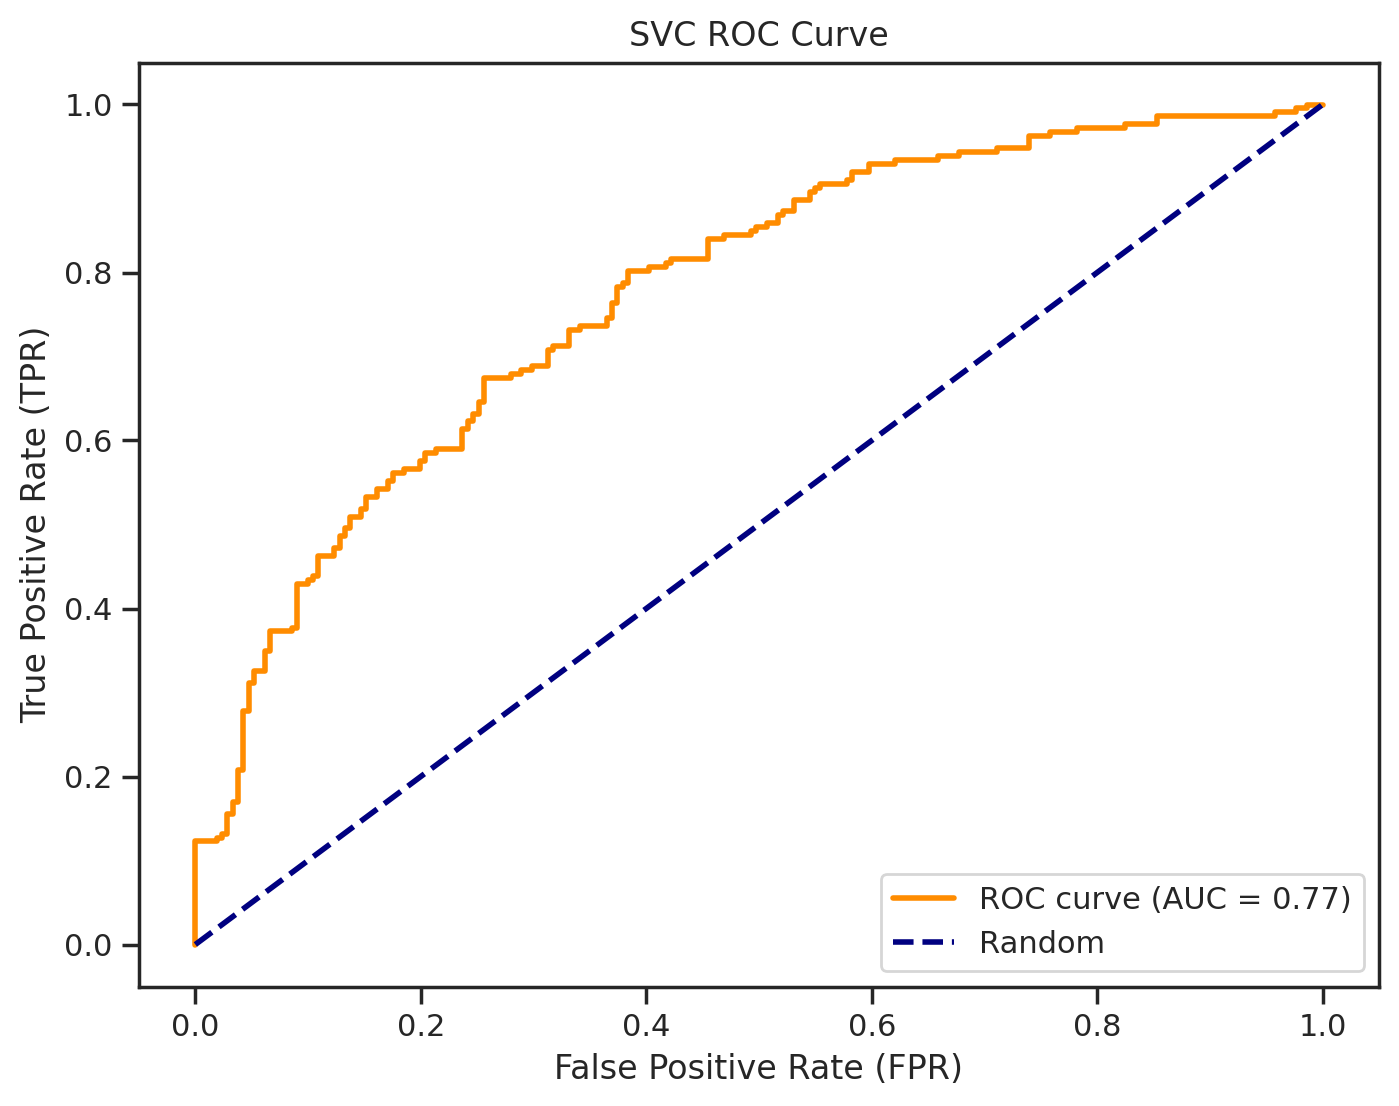 SVC ROC Curve
True Positive Rate (TPR)
1.0
0.8
0.6
0.4
0.2
0.0
ROC curve (AUC = 0.77)
Random
0.0 0.2 0.4 0.6 0.8 1.0
False Positive Rate (FPR)